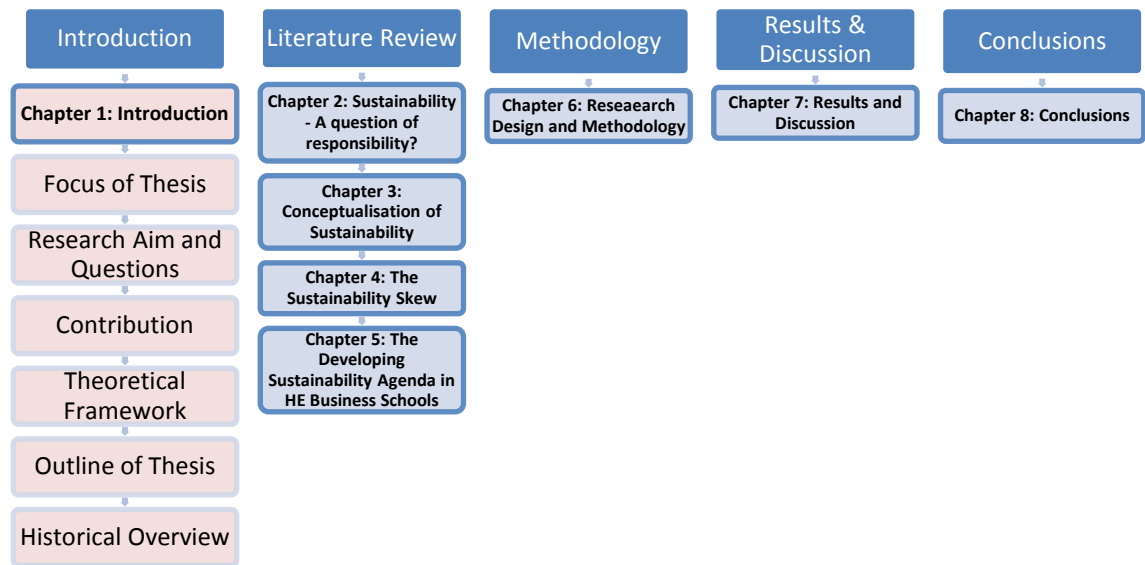 Introduction
Chapter 1: Introduction
Focus of Thesis
Research Aim and
Questions
Contribution
Theoretical
Framework
Outline of Thesis
Historical Overview
Literature Review
Chapter 2: Sustainability
- A question of
responsibility?
Chapter 3:
Conceptualisation of
Sustainability
Chapter 4: The
Sustainability Skew
Chapter 5: The
Developing
Sustainability Agenda in
HE Business Schools
Methodology
Chapter 6: Reseaearch
Design and Methodology
Results &
Discussion
Chapter 7: Results and
Discussion
Conclusions
Chapter 8: Conclusions